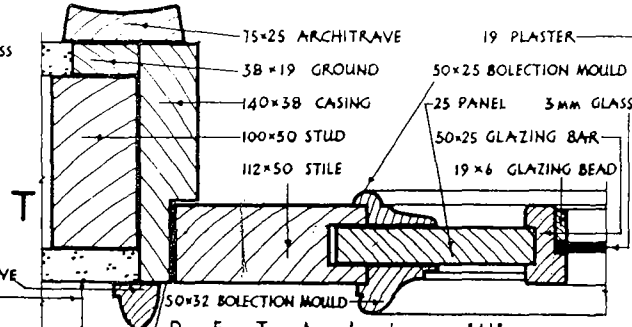 75×25 ARCHITRAVE
19 PLASTER
38×19 GROUND
50×25 BOLECTION MOULD
140×38 CASING
25 PANEL
3MM GLASS
100×50 STUD
50×25 GLAZING BAR
112×50 STILE
19×6 GLAZING BEAD
T
50×32 BOLECTION MOULD